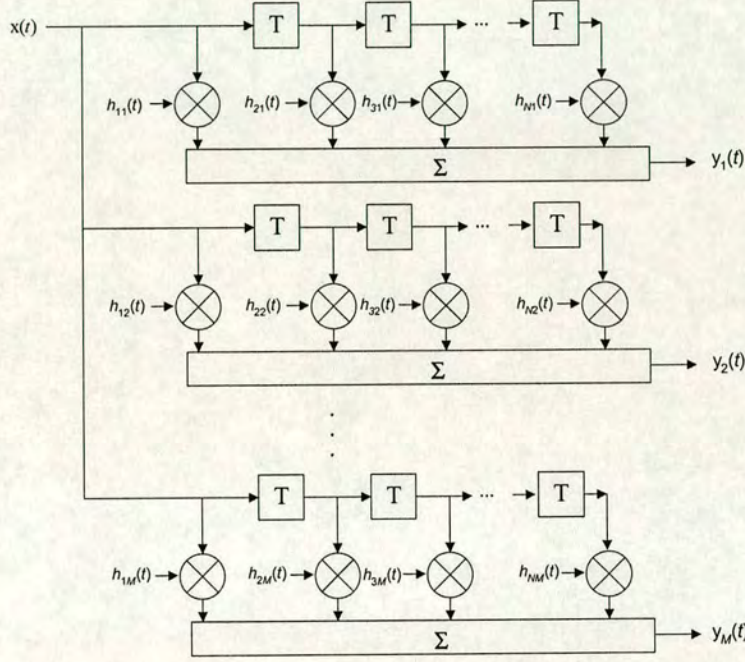 x(t) T T ... T
h11(t) h21(t) h31(t) hN1(t)
Σ y1(t)
T T ... T
h12(t) h22(t) h32(t) hN2(t)
Σ y2(t)
T T ... T
h1M(t) h2M(t) h3M(t) hNM(t)
Σ yM(t)